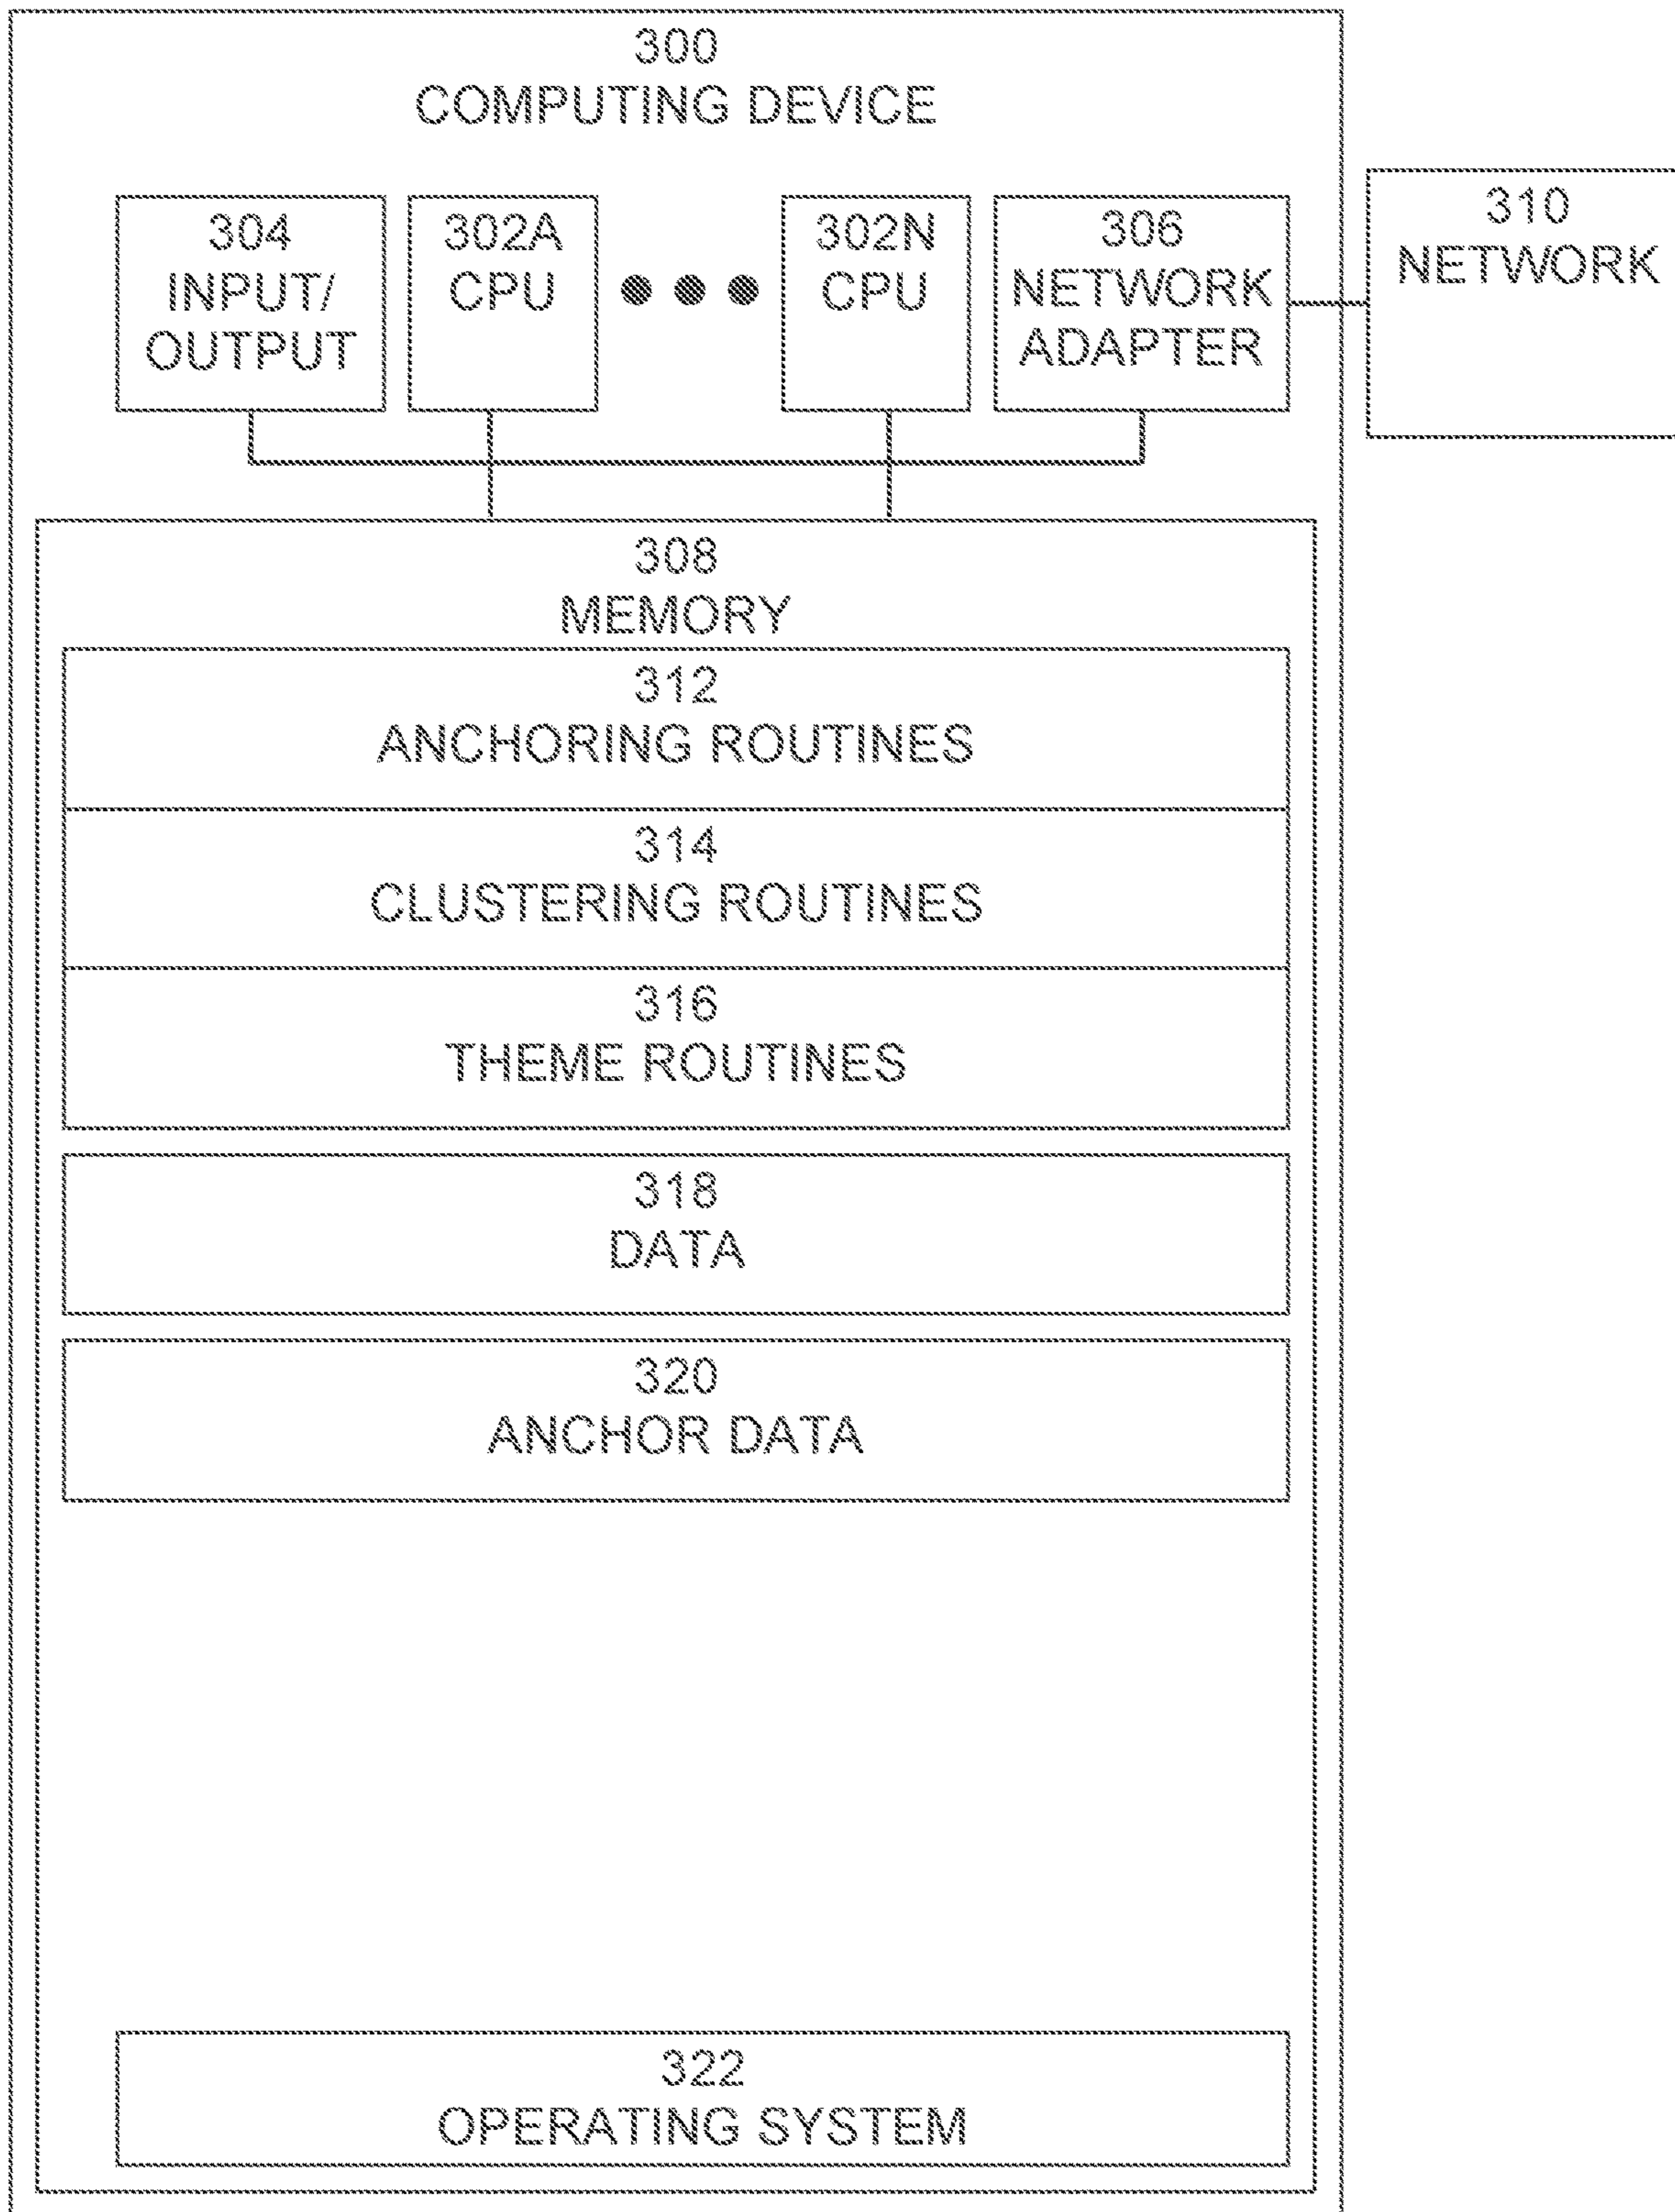 300
COMPUTING DEVICE
304
INPUT/
OUTPUT
302A
CPU
302N
CPU
306
NETWORK
ADAPTER
310
NETWORK
308
MEMORY
312
ANCHORING ROUTINES
314
CLUSTERING ROUTINES
316
THEME ROUTINES
318
DATA
320
ANCHOR DATA
322
OPERATING SYSTEM